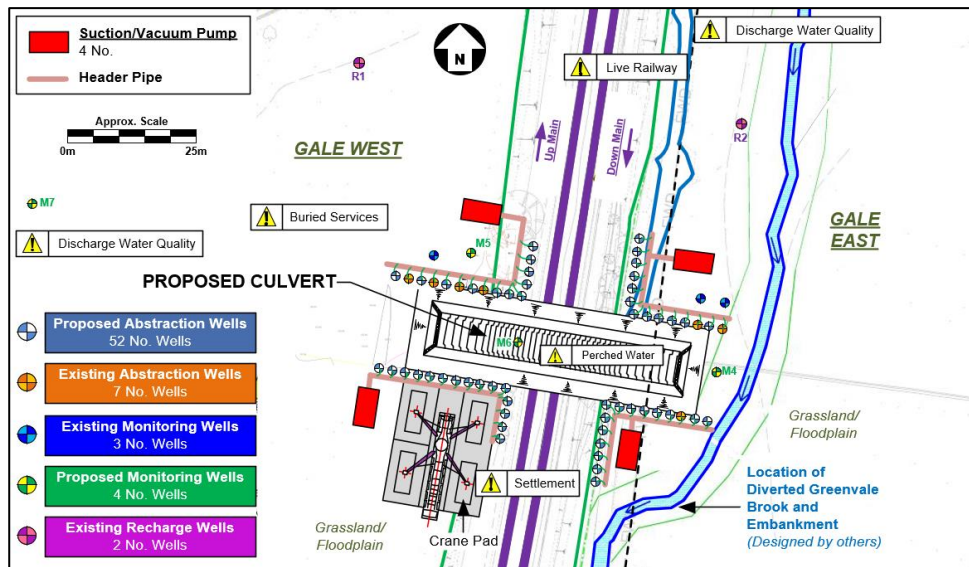 Suction/Vacuum Pump
4 No.
Header Pipe
Approx. Scale
0m
25m
N
R1
Discharge Water Quality
Live Railway
R2
GALE WEST
Up Main
Down Main
M7
Buried Services
Discharge Water Quality
M5
GALE
EAST
PROPOSED CULVERT
M6
Perched Water
M4
Proposed Abstraction Wells
52 No. Wells
Existing Abstraction Wells
7 No. Wells
Existing Monitoring Wells
3 No. Wells
Proposed Monitoring Wells
4 No. Wells
Existing Recharge Wells
2 No. Wells
Grassland/
Floodplain
Settlement
Crane Pad
Grassland/
Floodplain
Location of
Diverted Greenvale
Brook and
Embankment
(Designed by others)